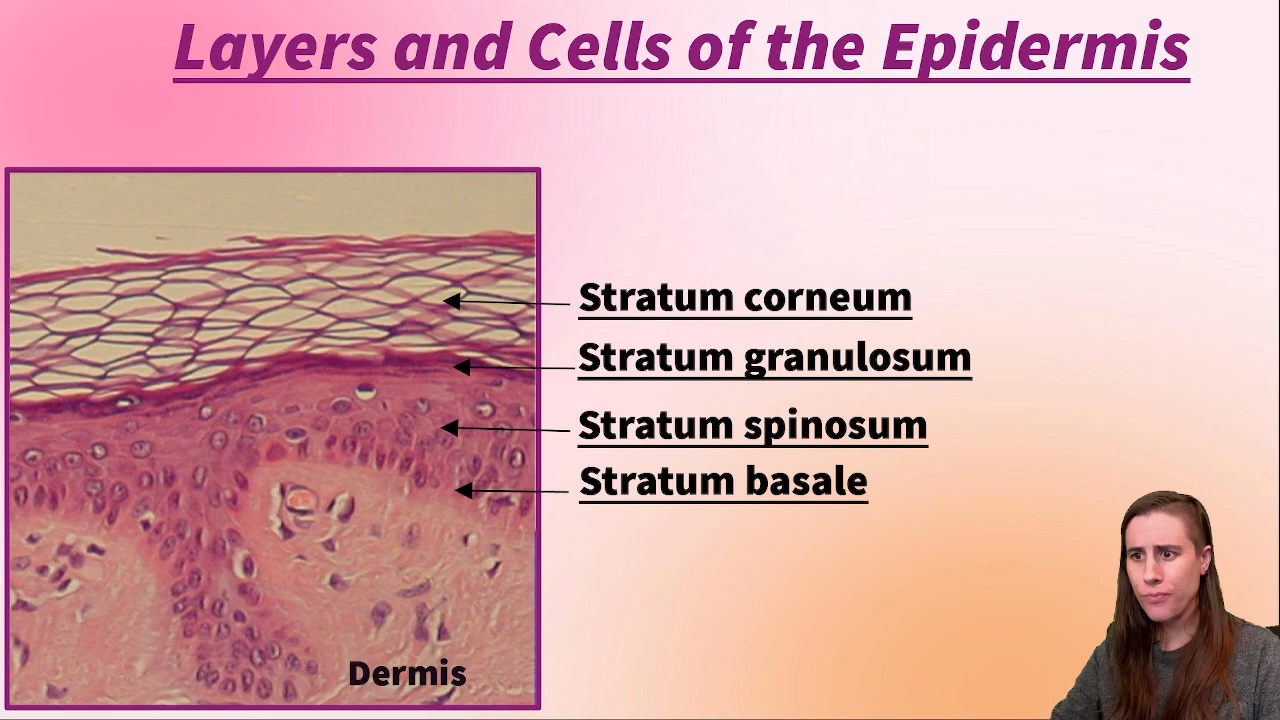 Layers and Cells of the Epidermis
Stratum corneum
Stratum granulosum
Stratum spinosum
Stratum basale
Dermis